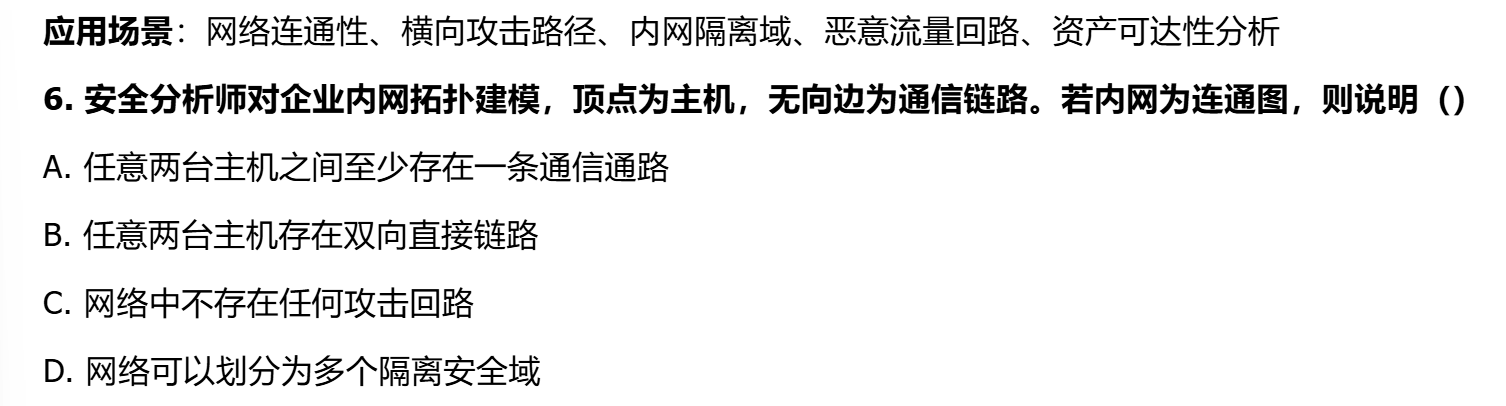 应用场景：网络连通性、横向攻击路径、内网隔离域、恶意流量回路、资产可达性分析
6. 安全分析师对企业内网拓扑建模，顶点为主机，无向边为通信链路。若内网为连通图，则说明（）
A. 任意两台主机之间至少存在一条通信通路
B. 任意两台主机存在双向直接链路
C. 网络中不存在任何攻击回路
D. 网络可以划分为多个隔离安全域